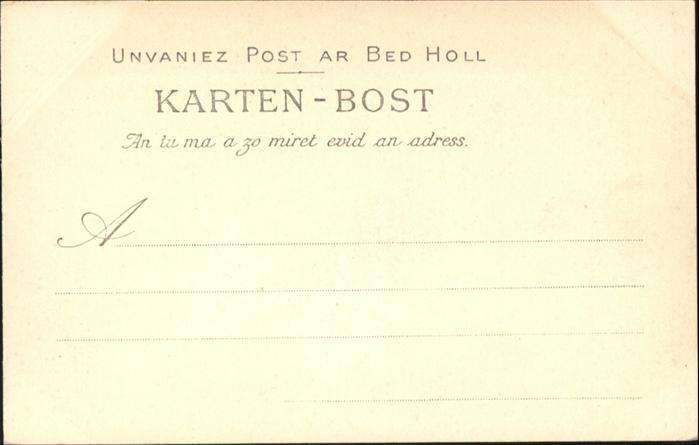 Unvaniez Post ar Bed Holl
KARTEN-BOST
An tu ma a zo miret evid an adress.
A